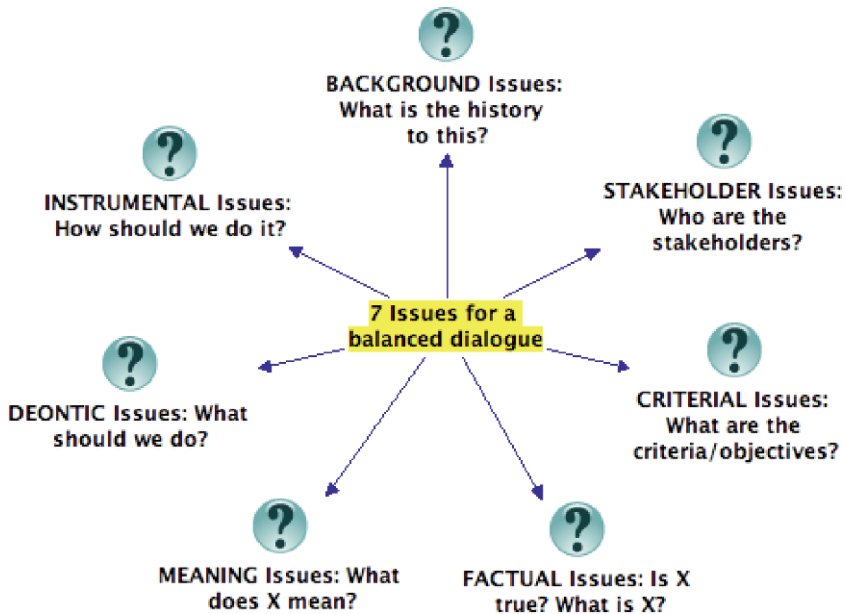 BACKGROUND Issues:
What is the history
to this?
STAKEHOLDER Issues:
Who are the
stakeholders?
CRITERIAL Issues:
What are the
criteria/objectives?
FACTUAL Issues: Is X
true? What is X?
MEANING Issues: What
does X mean?
DEONTIC Issues: What
should we do?
INSTRUMENTAL Issues:
How should we do it?
7 Issues for a
balanced dialogue